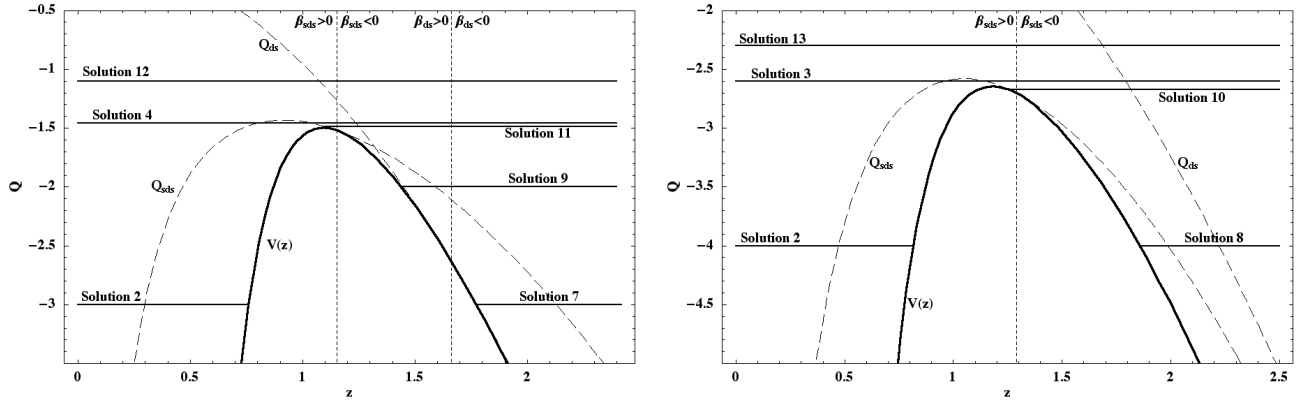 β_sds>0 β_sds<0 β_ds>0 β_ds<0
Q_ds
Solution 12
Solution 4
Solution 11
Q_sds
Solution 9
V(z)
Solution 2
Solution 7
−0.5
−1
−1.5
−2
−2.5
−3
Q
0 0.5 1 1.5 2
z
β_sds>0 β_sds<0
Solution 13
Solution 3
Solution 10
Q_sds
Q_ds
Solution 2
Solution 8
V(z)
−2
−2.5
−3
−3.5
−4
−4.5
Q
0 0.5 1 1.5 2 2.5
z